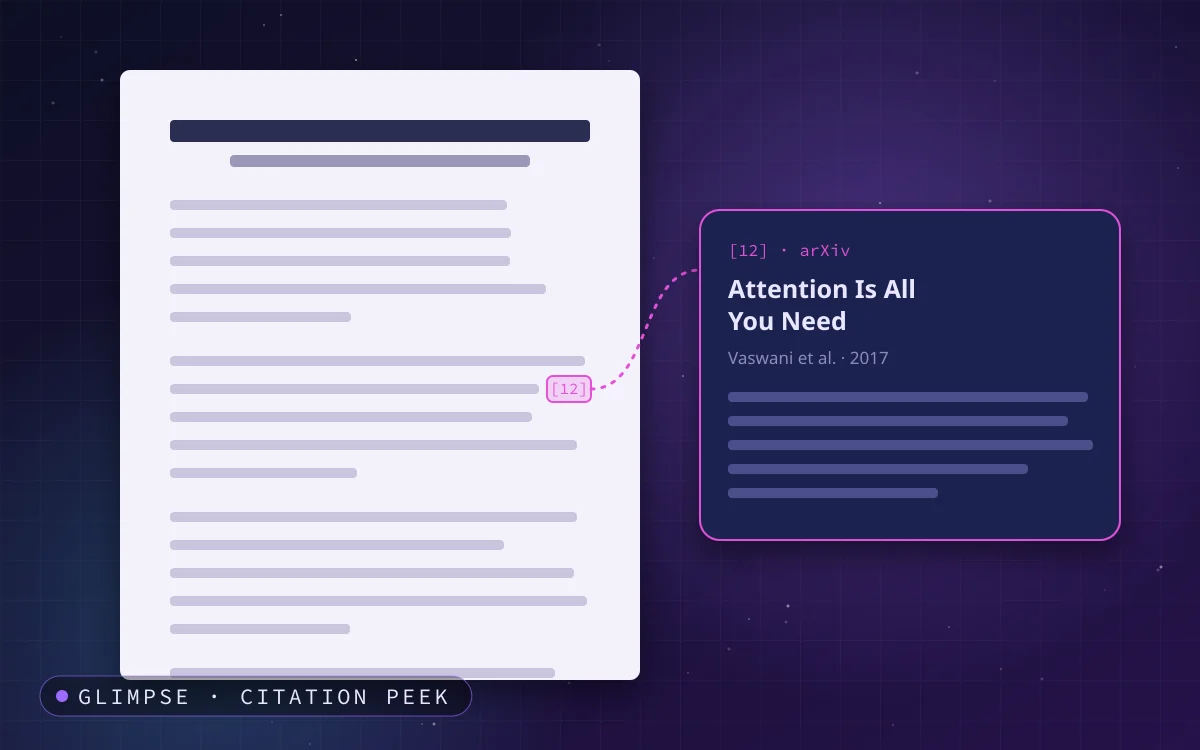 [12]
[12] · arXiv
Attention Is All
You Need
Vaswani et al. · 2017
GLIMPSE · CITATION PEEK